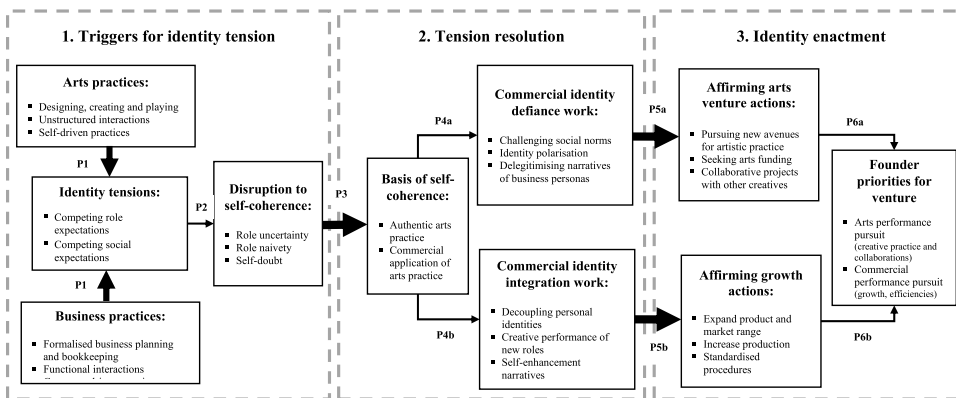 1. Triggers for identity tension
Arts practices:
Designing, creating and playing
Unstructured interactions
Self-driven practices
P1
Identity tensions:
Competing role
expectations
Competing social
expectations
P1
Business practices:
Formalised business planning
and bookkeeping
Functional interactions
P2
Disruption to
self-coherence:
Role uncertainty
Role naivety
Self-doubt
P3
2. Tension resolution
Basis of self-
coherence:
Authentic arts
practice
Commercial
application of
arts practice
P4a
Commercial identity
defiance work:
Challenging social norms
Identity polarisation
Delegitimising narratives
of business personas
P4b
Commercial identity
integration work:
Decoupling personal
identities
Creative performance of
new roles
Self-enhancement
narratives
P5a
P5b
3. Identity enactment
Affirming arts
venture actions:
Pursuing new avenues
for artistic practice
Seeking arts funding
Collaborative projects
with other creatives
Affirming growth
actions:
Expand product and
market range
Increase production
Standardised
procedures
P6a
P6b
Founder
priorities for
venture
Arts performance
pursuit
(creative practice and
collaborations)
Commercial
performance pursuit
(growth, efficiencies)